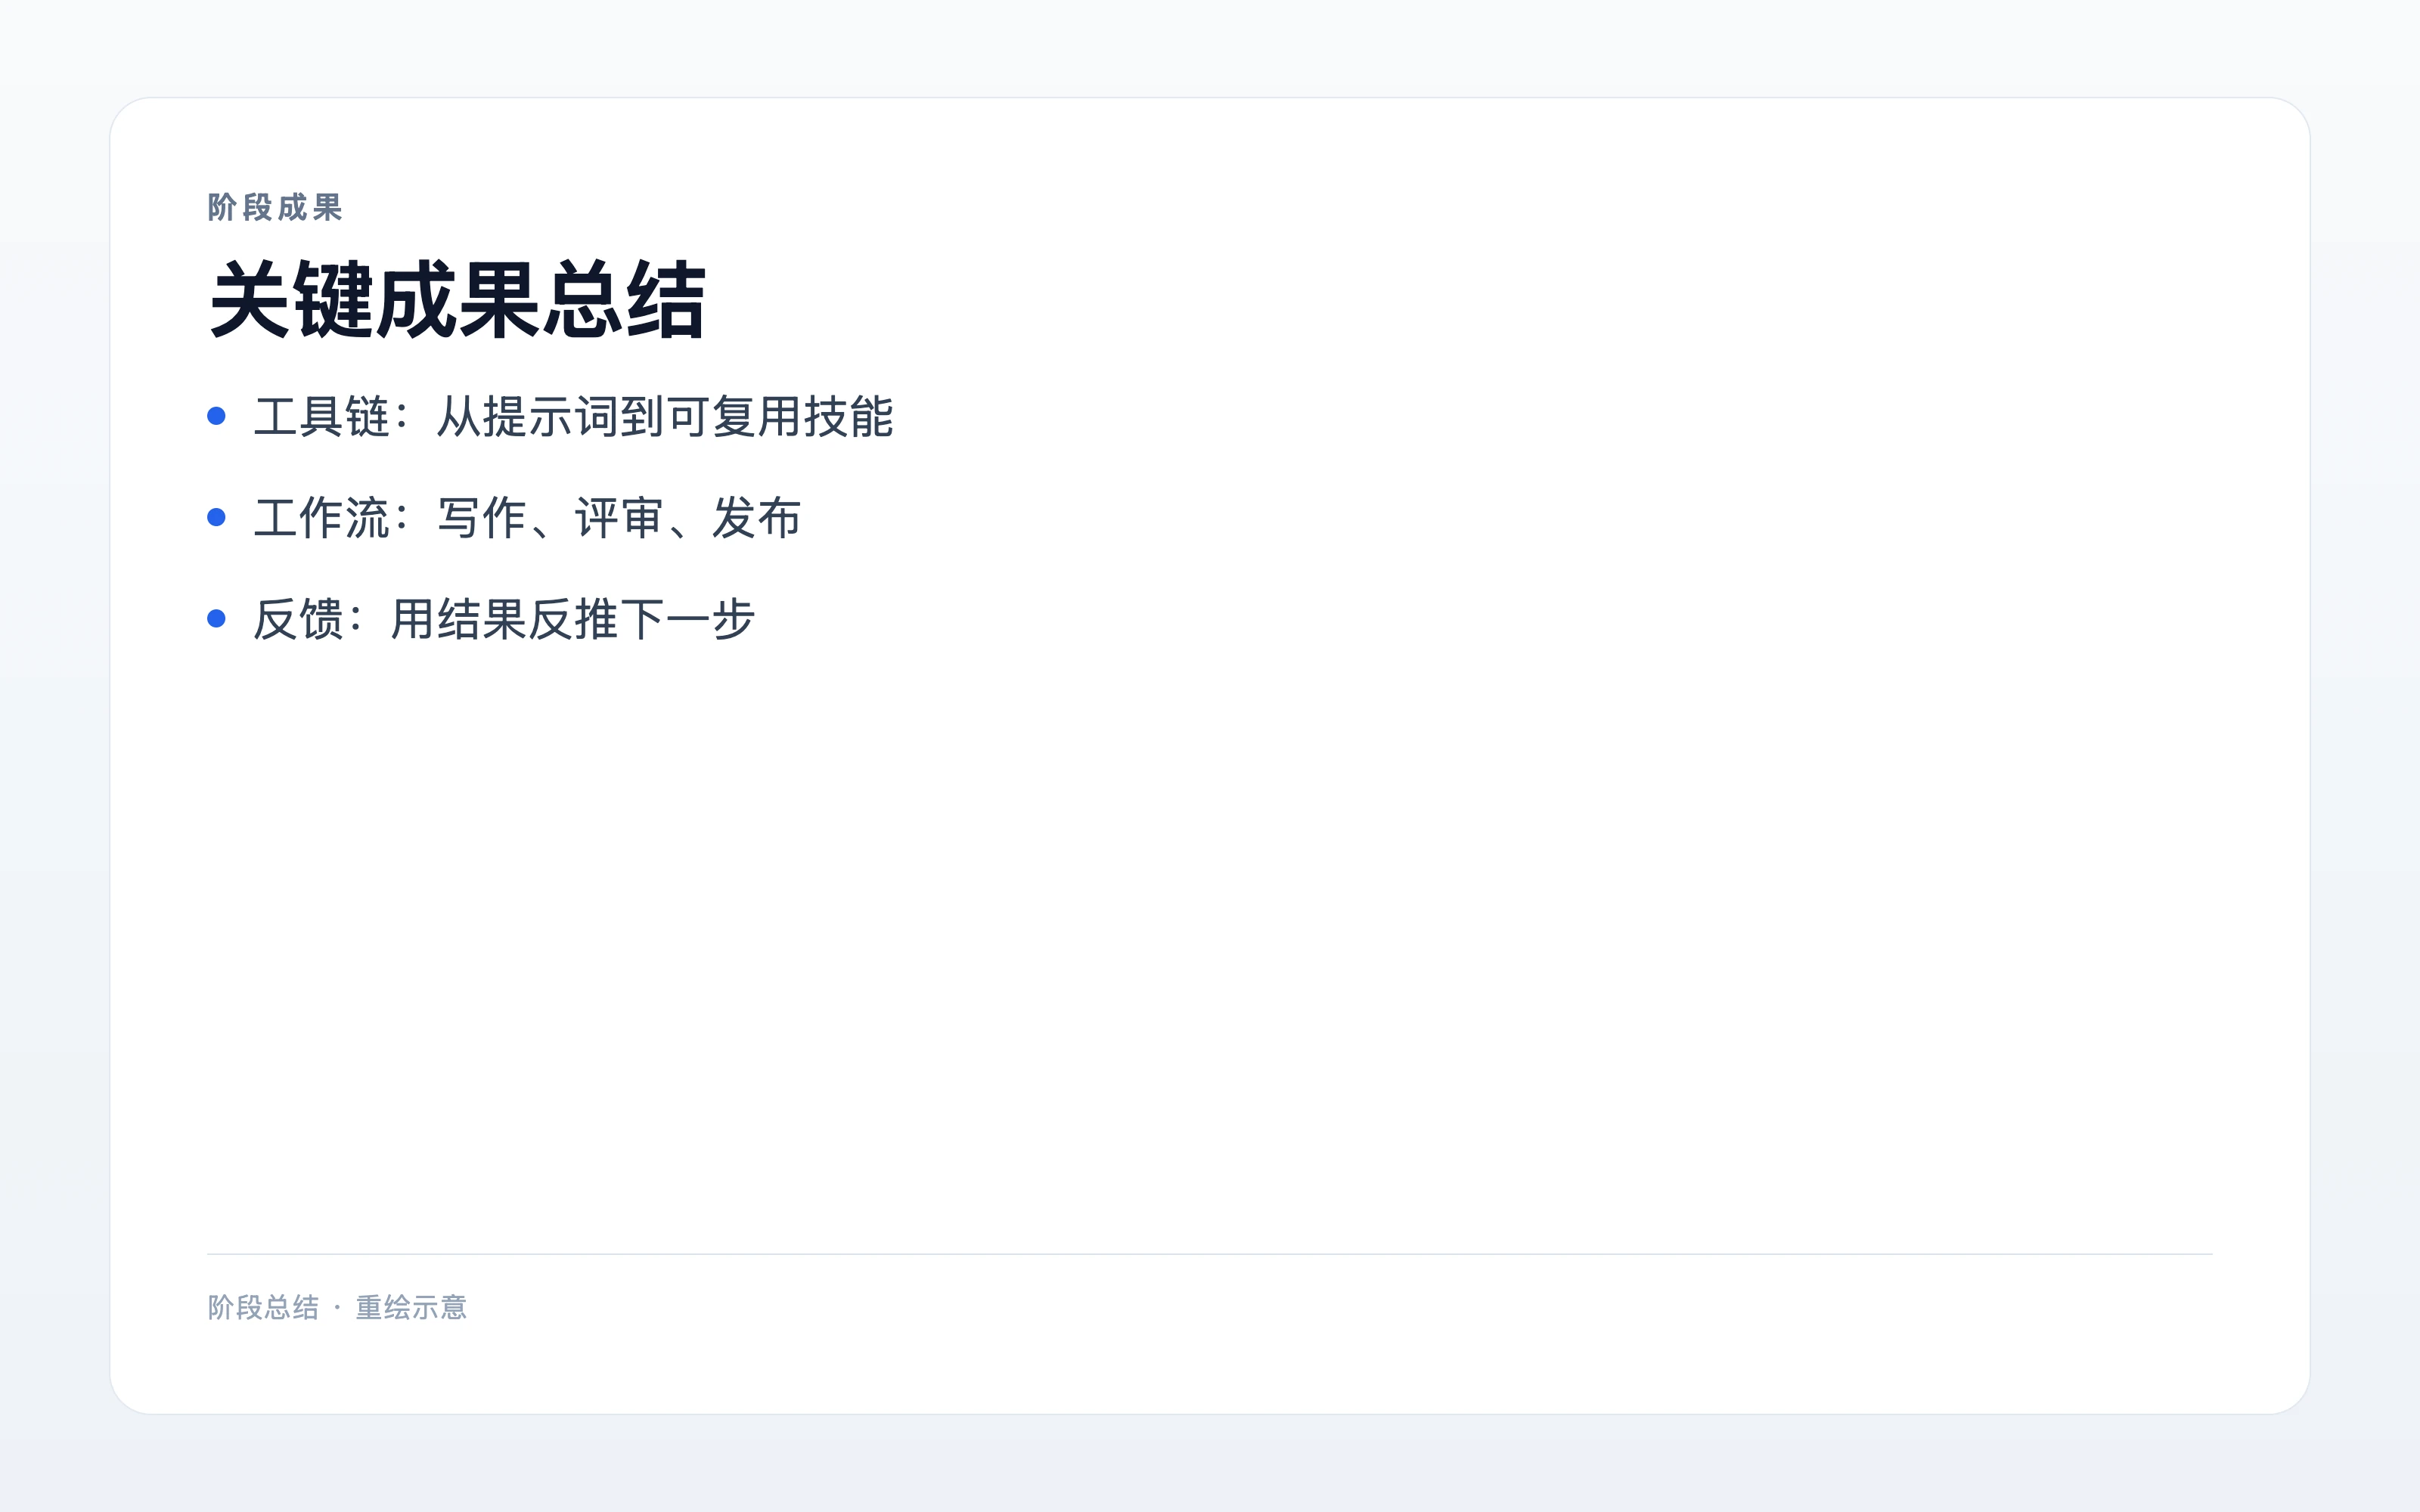 阶段成果
关键成果总结
工具链：从提示词到可复用技能
工作流：写作、评审、发布
反馈：用结果反推下一步
阶段总结 · 重绘示意